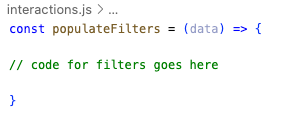 interactions.js > ...
const populateFilters = (data) => {
// code for filters goes here
}